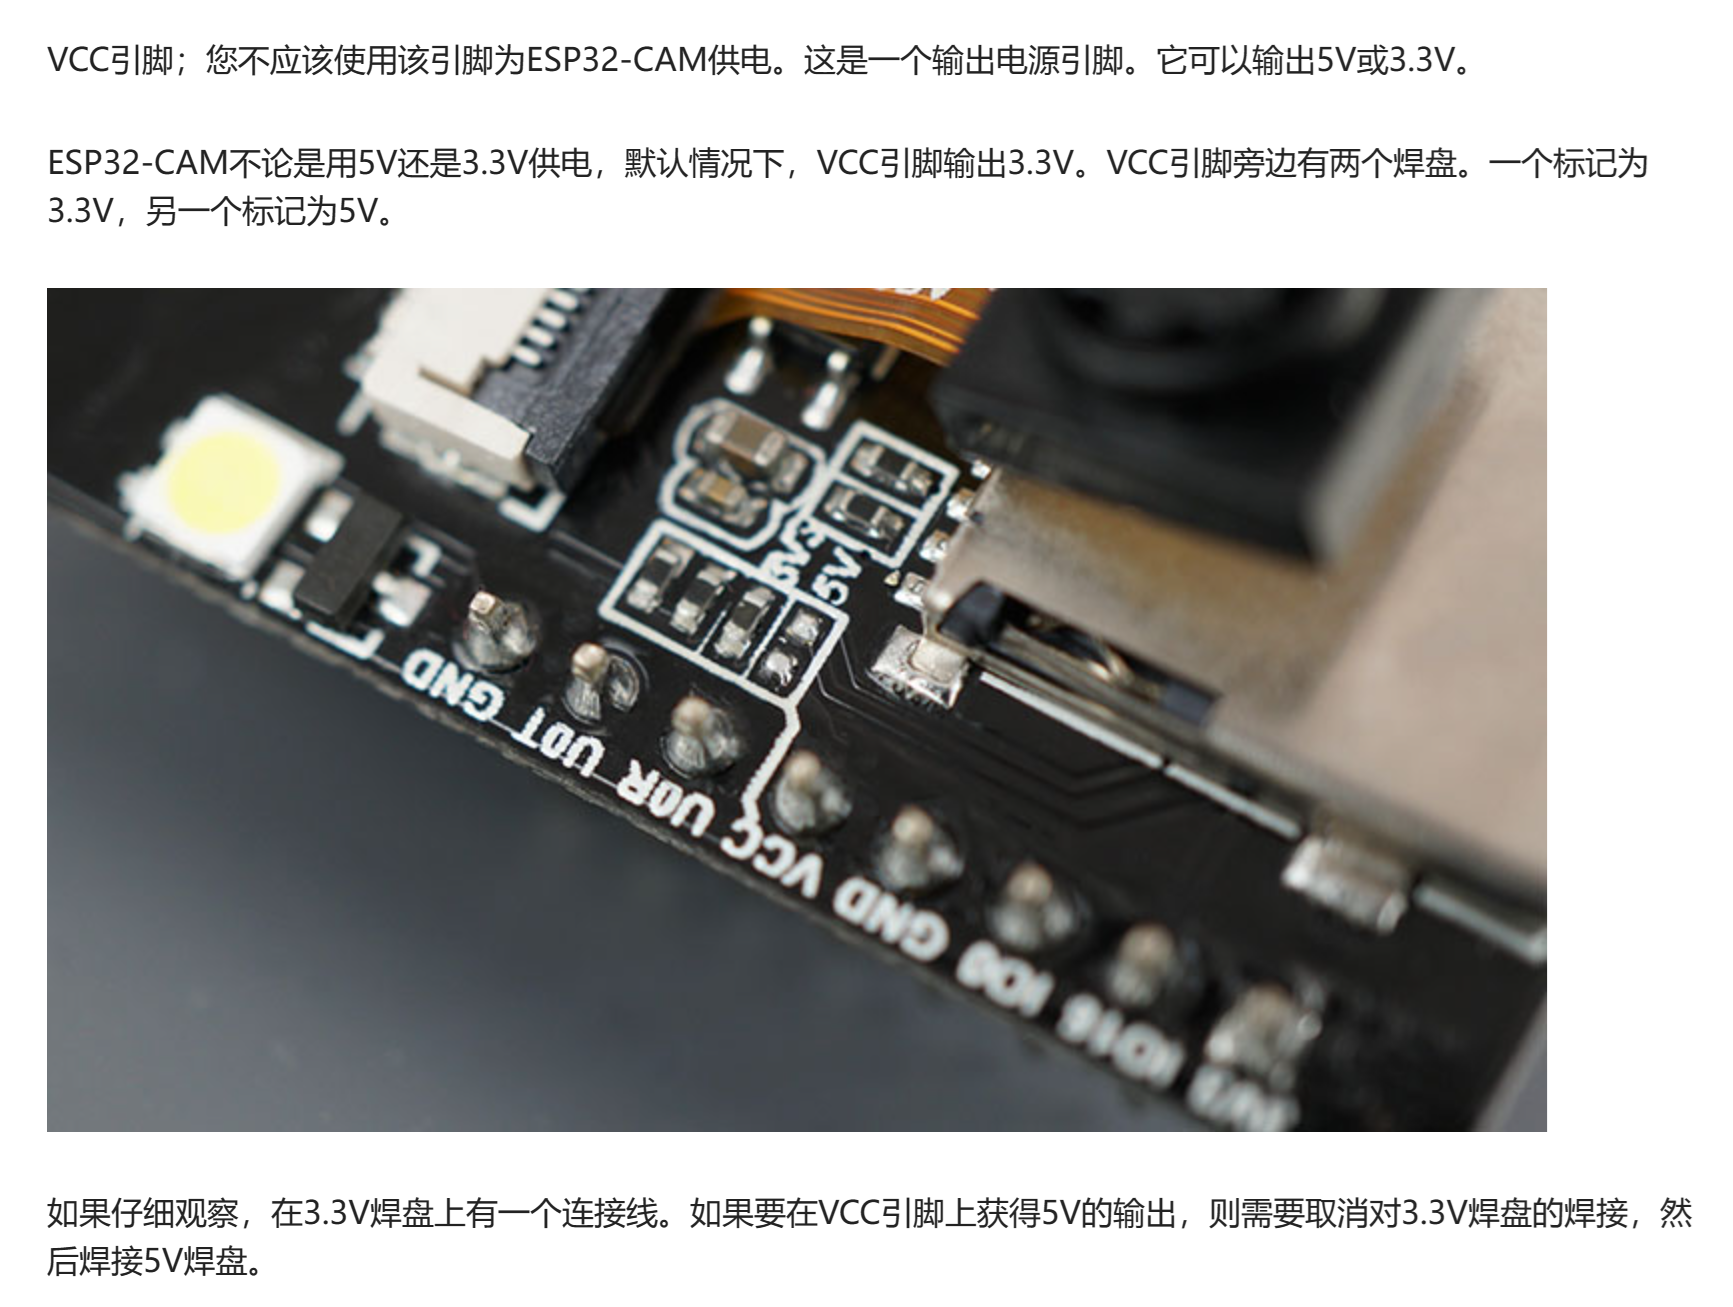 VCC引脚；您不应该使用该引脚为ESP32-CAM供电。这是一个输出电源引脚。它可以输出5V或3.3V。
ESP32-CAM不论是用5V还是3.3V供电，默认情况下，VCC引脚输出3.3V。VCC引脚旁边有两个焊盘。一个标记为
3.3V，另一个标记为5V。
3V3
5V
GND
U0T
U0R
VCC
GND
IO0
IO16
3V3
如果仔细观察，在3.3V焊盘上有一个连接线。如果要在VCC引脚上获得5V的输出，则需要取消对3.3V焊盘的焊接，然
后焊接5V焊盘。